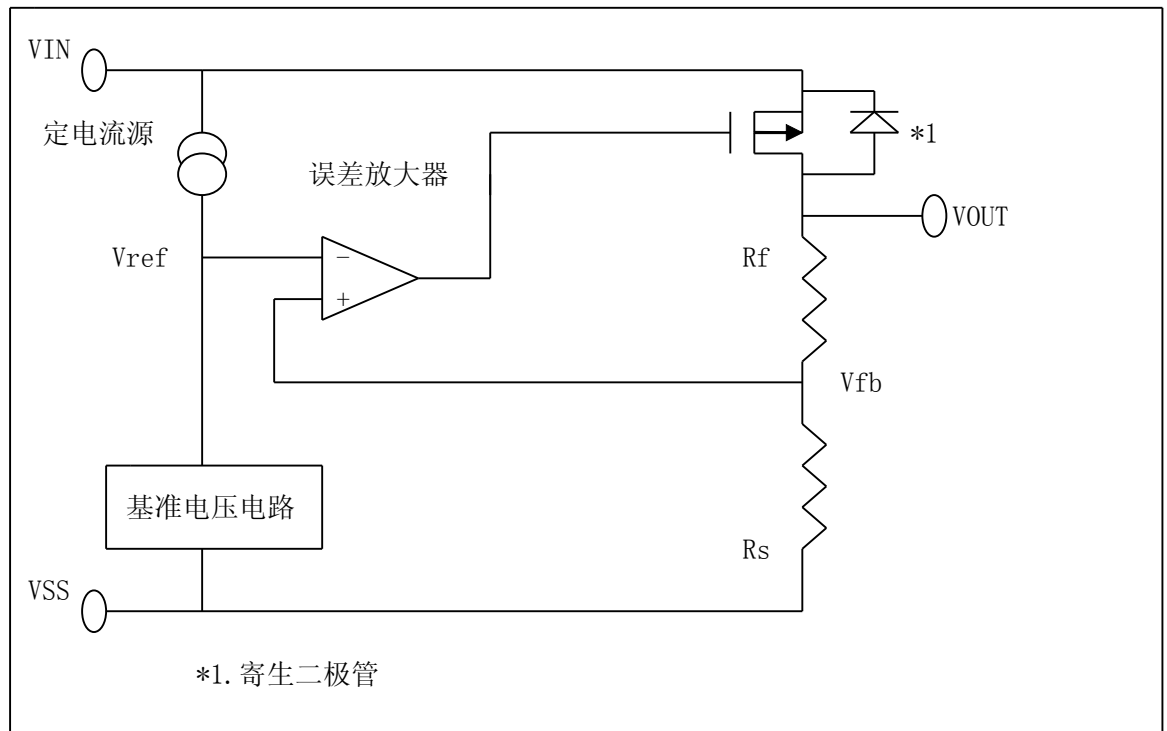 VIN
定电流源
*1
误差放大器
VOUT
Vref
−
Rf
+
Vfb
基准电压电路
Rs
VSS
*1.寄生二极管